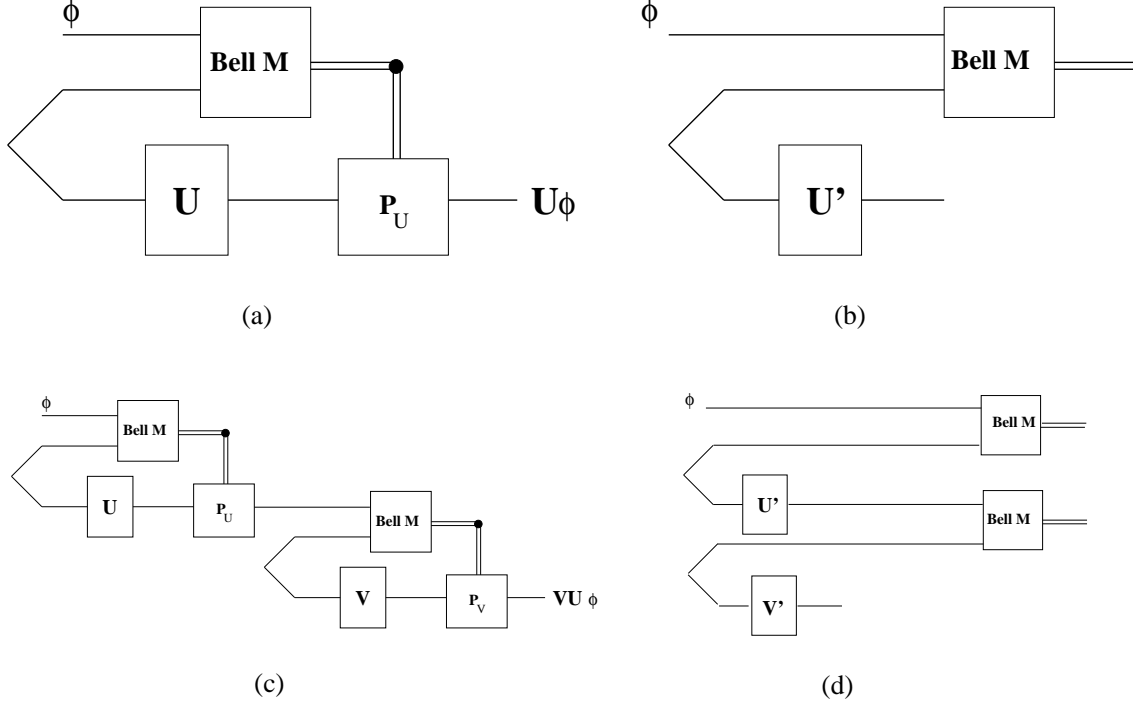 ϕ
Bell M
U
P_U
Uϕ
(a)
ϕ
Bell M
U’
(b)
ϕ
Bell M
U
P_U
Bell M
V
P_V
VU ϕ
(c)
ϕ
Bell M
U’
Bell M
V’
(d)